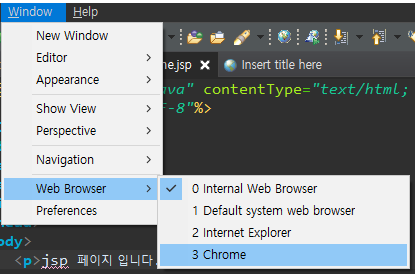 Window Help
New Window
Editor
Appearance
Show View
Perspective
Navigation
Web Browser
Preferences
0 Internal Web Browser
1 Default system web browser
2 Internet Explorer
3 Chrome
.jsp Insert title here
contentType="text/html;
f-8"%>
ody>
<p>jsp 페이지 입니다.